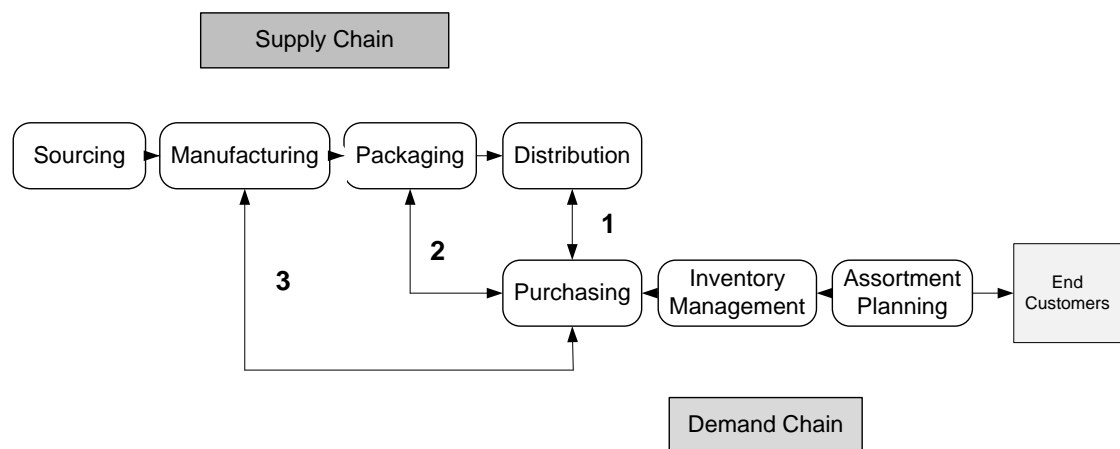 Supply Chain
Sourcing
Manufacturing
Packaging
Distribution
1
2
3
Purchasing
Inventory
Management
Assortment
Planning
End
Customers
Demand Chain